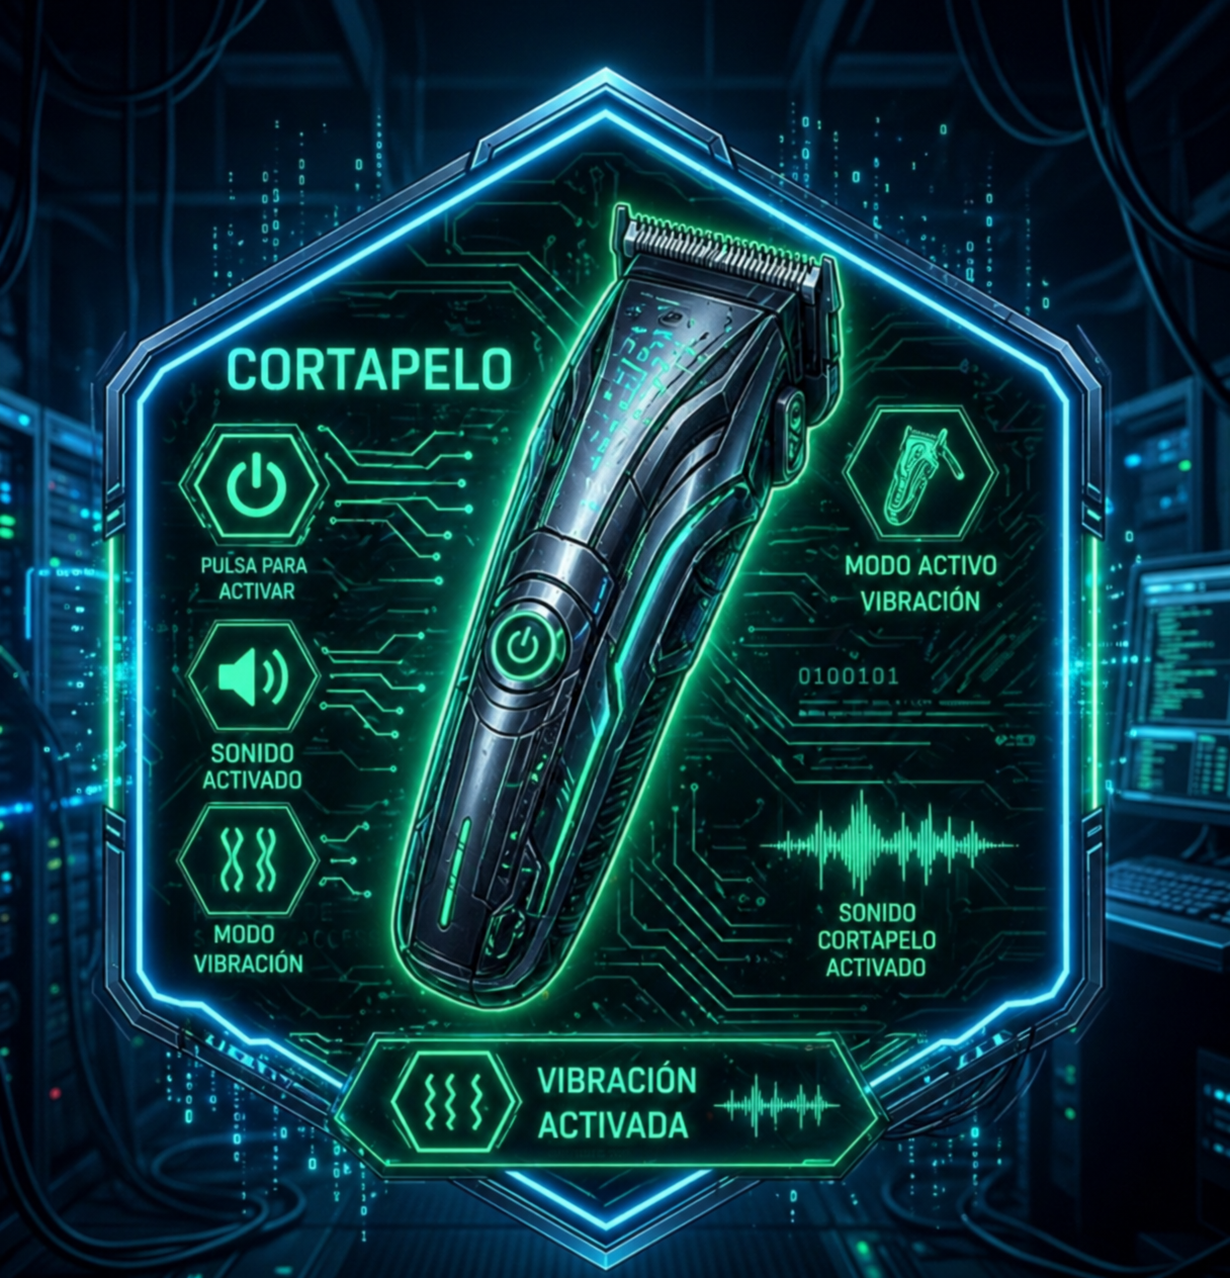 CORTAPELO
PULSA PARA
ACTIVAR
SONIDO
ACTIVADO
MODO
VIBRACIÓN
MODO ACTIVO
VIBRACIÓN
0100101
SONIDO
CORTAPELO
ACTIVADO
VIBRACIÓN
ACTIVADA